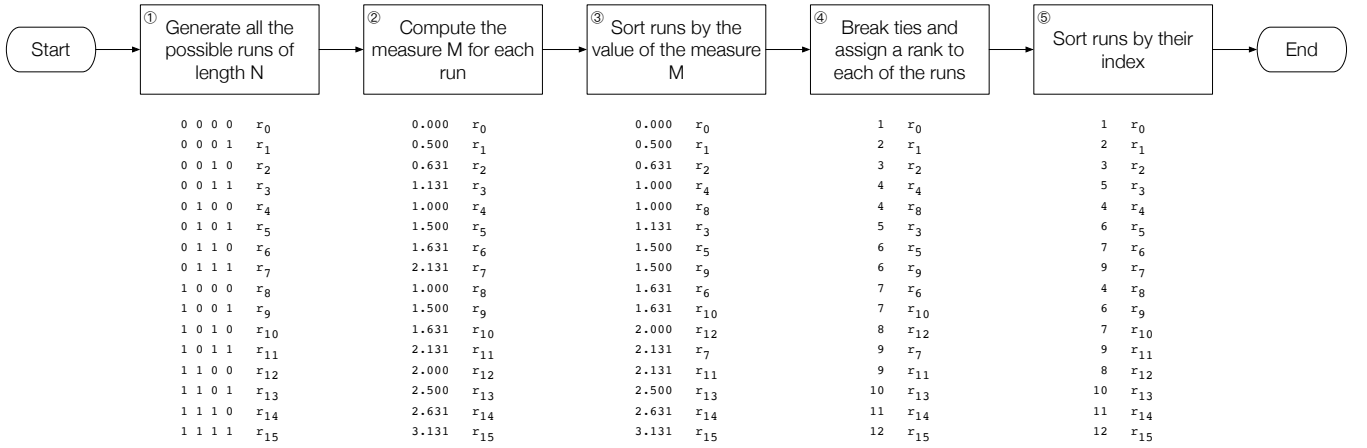 Start
① Generate all the
possible runs of
length N
② Compute the
measure M for each
run
③ Sort runs by the
value of the measure
M
④ Break ties and
assign a rank to
each of the runs
⑤
Sort runs by their
index
End
0 0 0 0 r0 0.000 r0 0.000 r0 1 r0 1 r0
0 0 0 1 r1 0.500 r1 0.500 r1 2 r1 2 r1
0 0 1 0 r2 0.631 r2 0.631 r2 3 r2 3 r2
0 0 1 1 r3 1.131 r3 1.000 r4 4 r4 5 r3
0 1 0 0 r4 1.000 r4 1.000 r8 4 r8 4 r4
0 1 0 1 r5 1.500 r5 1.131 r3 5 r3 6 r5
0 1 1 0 r6 1.631 r6 1.500 r5 6 r5 7 r6
0 1 1 1 r7 2.131 r7 1.500 r9 6 r9 9 r7
1 0 0 0 r8 1.000 r8 1.631 r6 7 r6 4 r8
1 0 0 1 r9 1.500 r9 1.631 r10 7 r10 6 r9
1 0 1 0 r10 1.631 r10 2.000 r12 8 r12 7 r10
1 0 1 1 r11 2.131 r11 2.131 r7 9 r7 9 r11
1 1 0 0 r12 2.000 r12 2.131 r11 9 r11 8 r12
1 1 0 1 r13 2.500 r13 2.500 r13 10 r13 10 r13
1 1 1 0 r14 2.631 r14 2.631 r14 11 r14 11 r14
1 1 1 1 r15 3.131 r15 3.131 r15 12 r15 12 r15